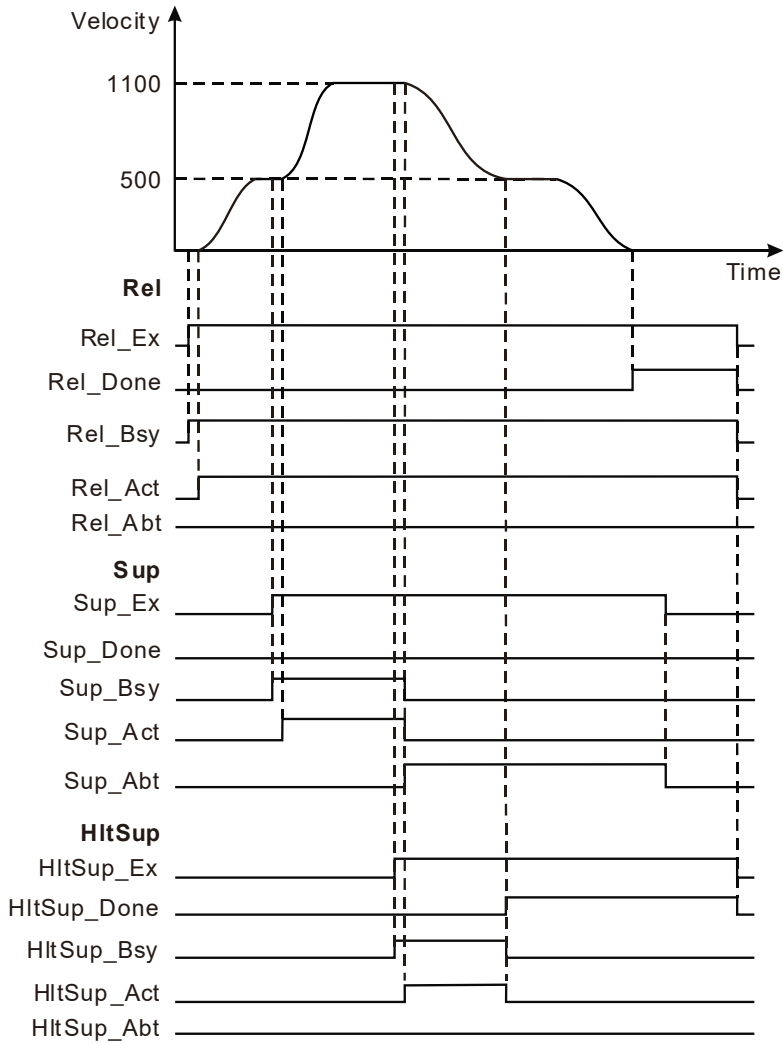 Velocity
1100
500
Time
Rel
Rel_Ex
Rel_Done
Rel_Bsy
Rel_Act
Rel_Abt
Sup
Sup_Ex
Sup_Done
Sup_Bsy
Sup_Act
Sup_Abt
HltSup
HltSup_Ex
HltSup_Done
HltSup_Bsy
HltSup_Act
HltSup_Abt